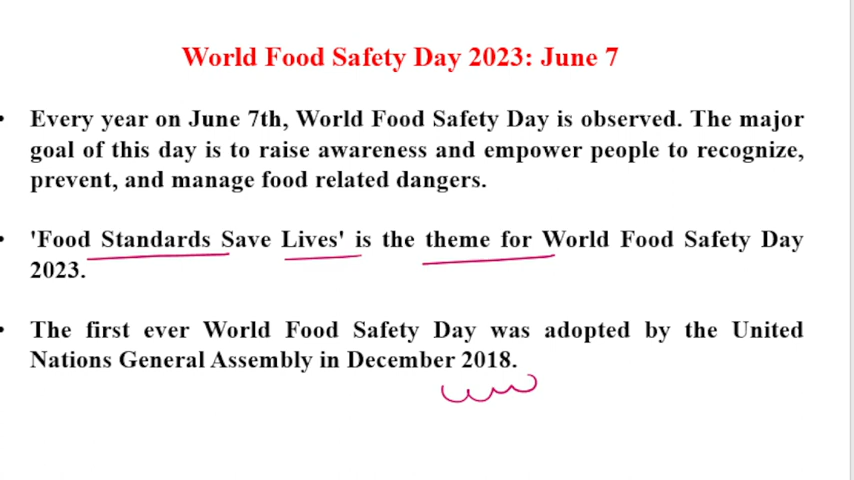 World Food Safety Day 2023: June 7
• Every year on June 7th, World Food Safety Day is observed. The major
goal of this day is to raise awareness and empower people to recognize,
prevent, and manage food related dangers.
• 'Food Standards Save Lives' is the theme for World Food Safety Day
2023.
• The first ever World Food Safety Day was adopted by the United
Nations General Assembly in December 2018.